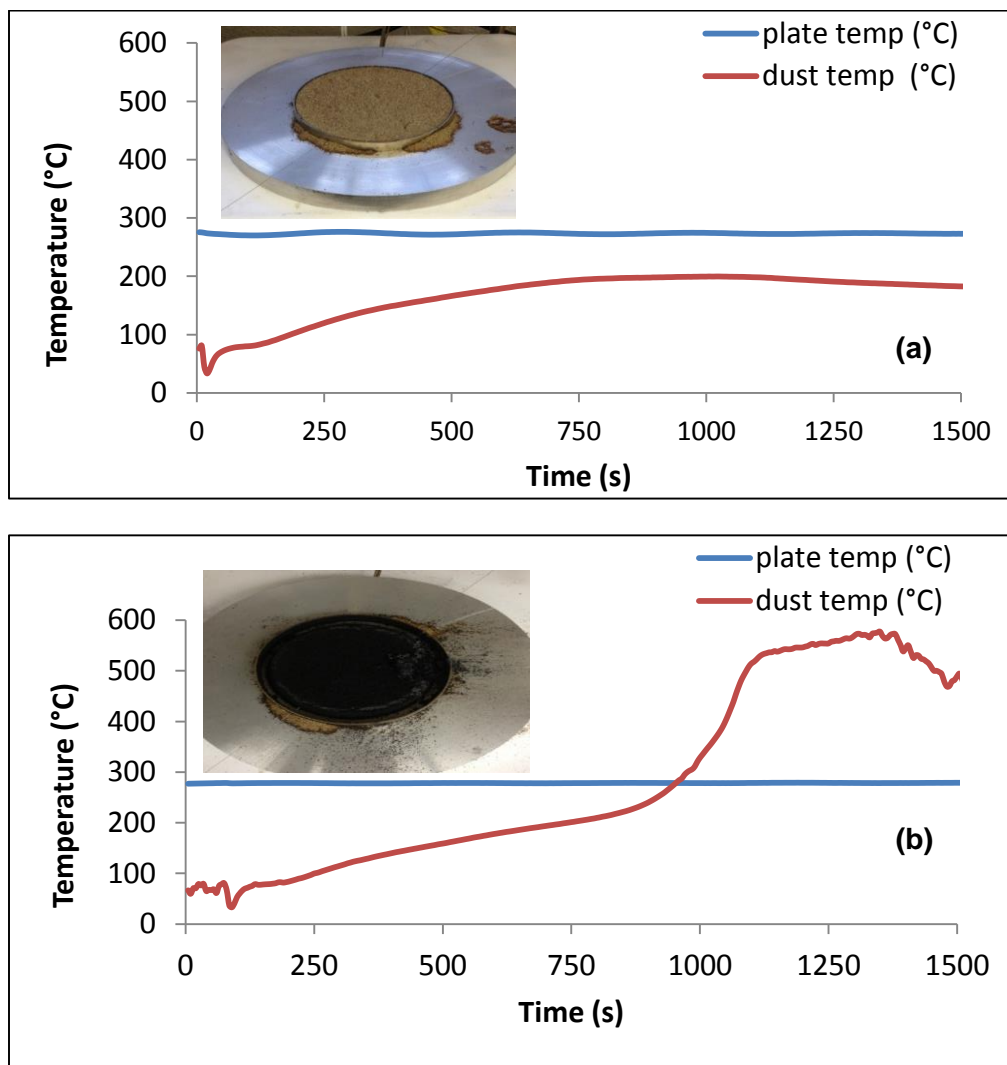 plate temp (°C)
dust temp  (°C)
600
500
400
300
200
100
0
Temperature (°C)
(a)
0 250 500 750 1000 1250 1500
Time (s)
plate temp (°C)
dust temp (°C)
600
500
400
300
200
100
0
Temperature (°C)
(b)
0 250 500 750 1000 1250 1500
Time (s)